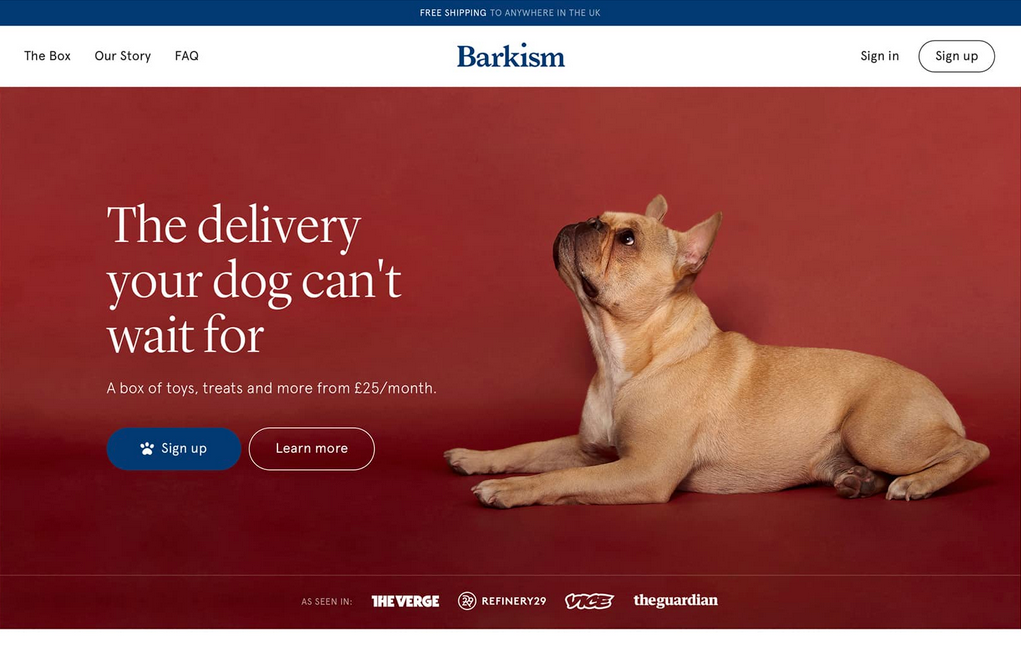 FREE SHIPPING TO ANYWHERE IN THE UK
The Box Our Story FAQ Barkism Sign in Sign up
The delivery
your dog can't
wait for
A box of toys, treats and more from £25/month.
Sign up Learn more
AS SEEN IN: THE VERGE R29 REFINERY29 VICE theguardian